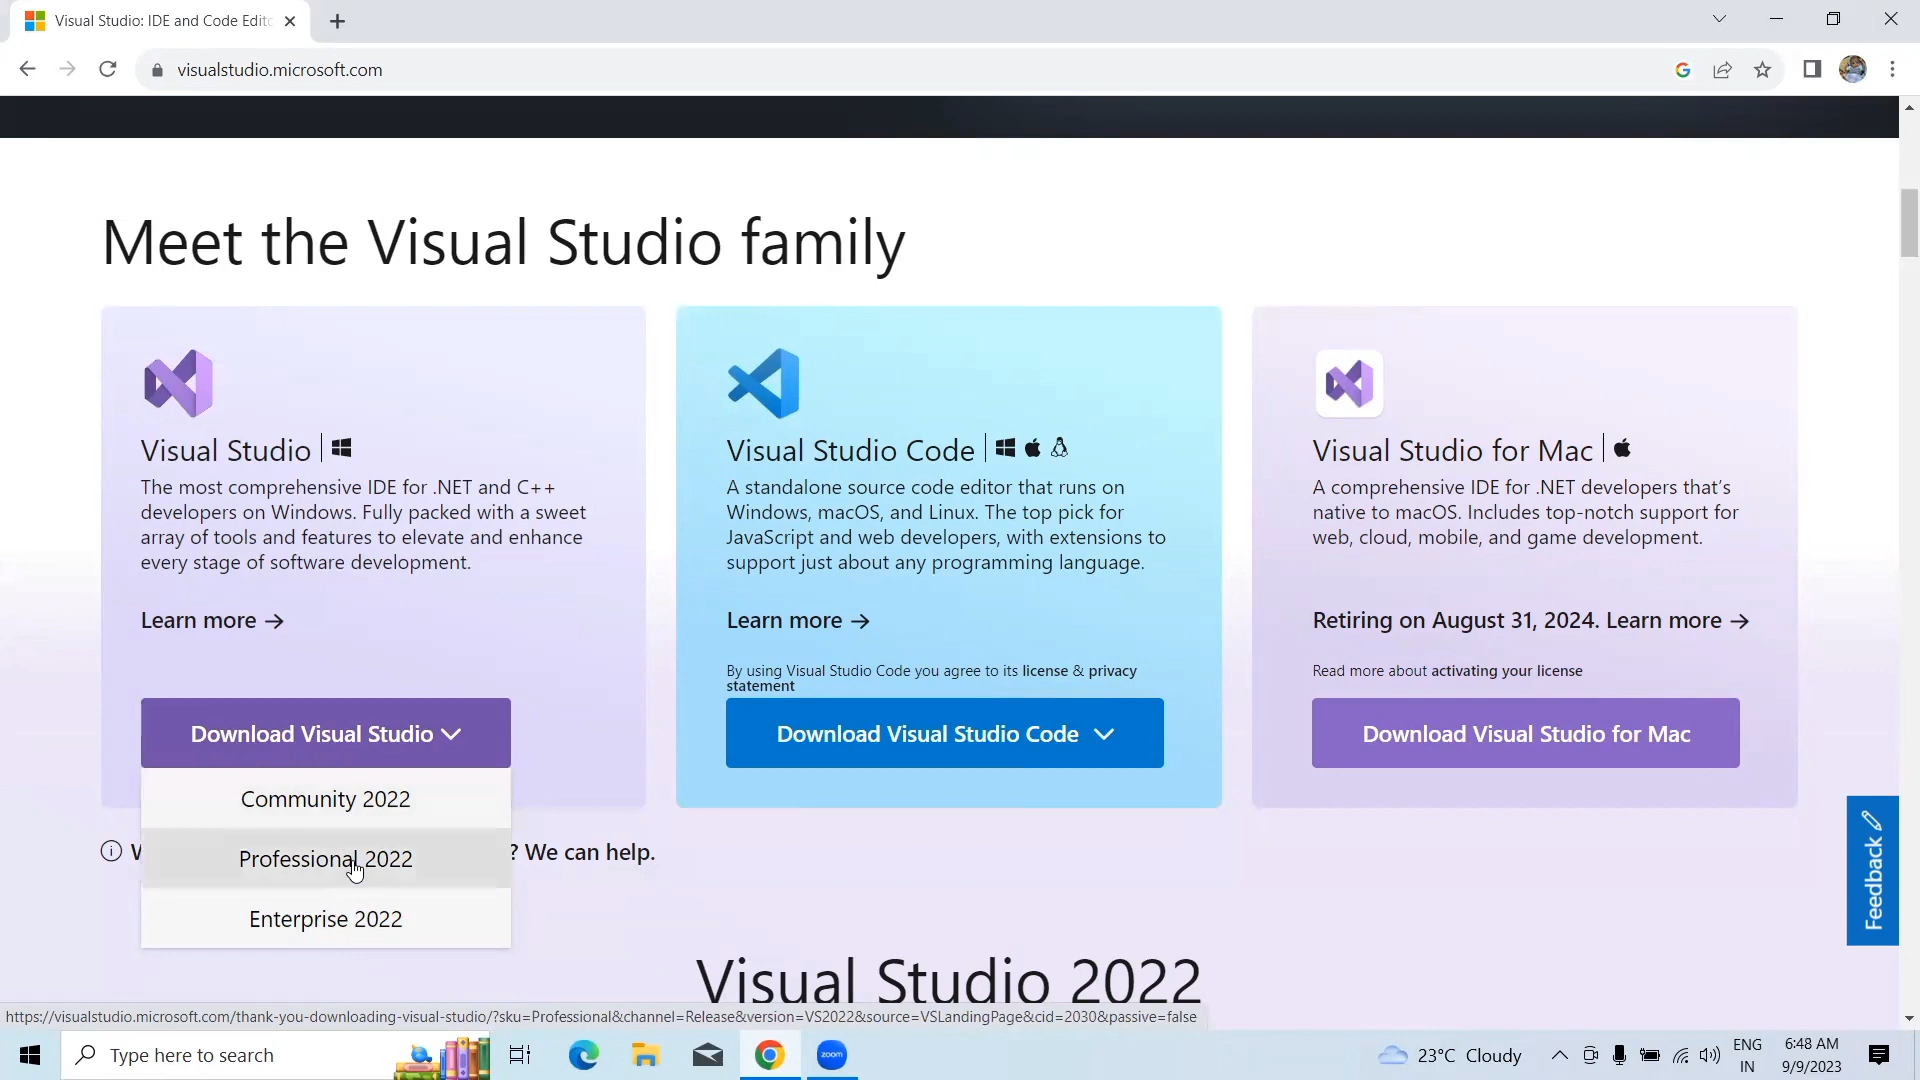 Visual Studio: IDE and Code Edito
visualstudio.microsoft.com
Meet the Visual Studio family
Visual Studio
The most comprehensive IDE for .NET and C++
developers on Windows. Fully packed with a sweet
array of tools and features to elevate and enhance
every stage of software development.
Learn more →
Download Visual Studio
Community 2022
Professional 2022
Enterprise 2022
Visual Studio Code
A standalone source code editor that runs on
Windows, macOS, and Linux. The top pick for
JavaScript and web developers, with extensions to
support just about any programming language.
Learn more →
By using Visual Studio Code you agree to its license & privacy
statement
Download Visual Studio Code
Visual Studio for Mac
A comprehensive IDE for .NET developers that's
native to macOS. Includes top-notch support for
web, cloud, mobile, and game development.
Retiring on August 31, 2024. Learn more →
Read more about activating your license
Download Visual Studio for Mac
? We can help.
Feedback
Visual Studio 2022
https://visualstudio.microsoft.com/thank-you-downloading-visual-studio/?sku=Professional&channel=Release&version=VS2022&source=VSLandingPage&cid=2030&passive=false
Type here to search
zoom
23°C Cloudy
ENG
IN
6:48 AM
9/9/2023